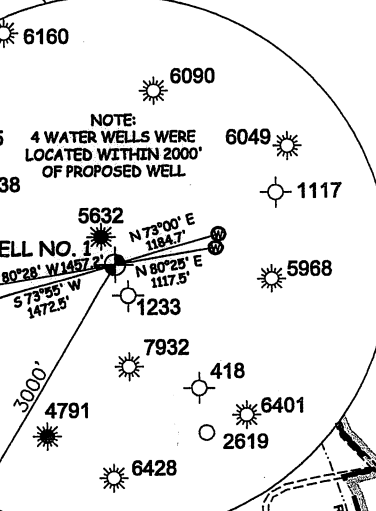 6160
6090
NOTE:
4 WATER WELLS WERE
LOCATED WITHIN 2000'
OF PROPOSED WELL
6049
1117
38
5632
N 73°00' E
1184.7'
W
W
ELL NO. 1
80°28' W 1457.2'
N 80°25' E
1117.5'
S 73°55' W
1472.5'
5968
1233
7932
3000'
418
4791
6401
2619
6428